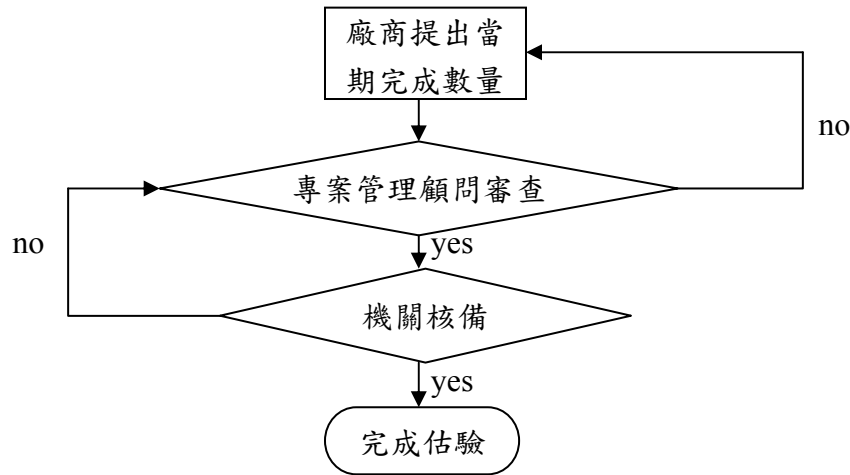 廠商提出當
期完成數量
no
專案管理顧問審查
no
yes
機關核備
yes
完成估驗